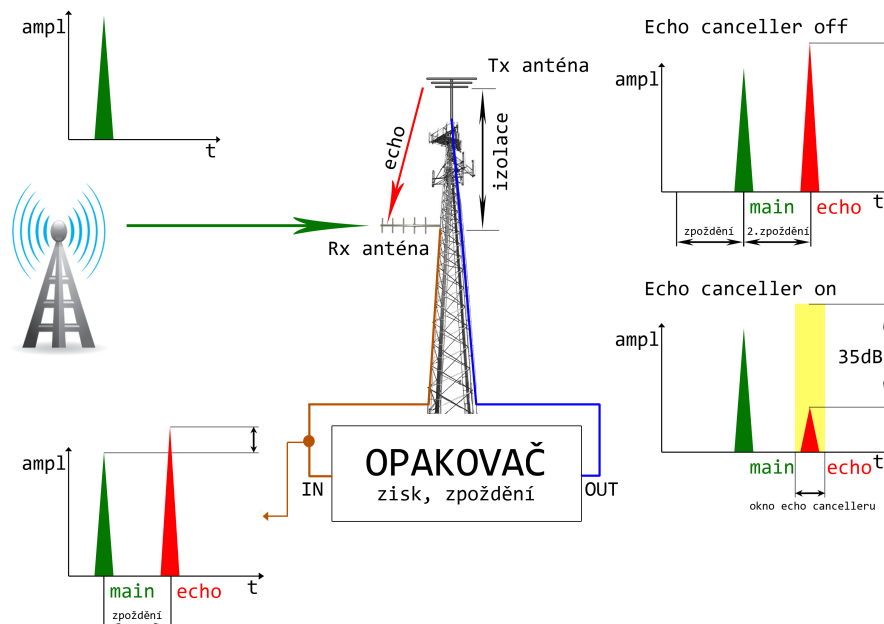 ampl
t
Tx anténa
echo
izolace
Rx anténa
Echo canceller off
ampl
main
echo
t
zpoždění
2.zpoždění
Echo canceller on
ampl
35dB
main
echo
t
okno echo cancelleru
OPAKOVAČ
zisk, zpoždění
IN
OUT
ampl
main
echo
t
zpoždění